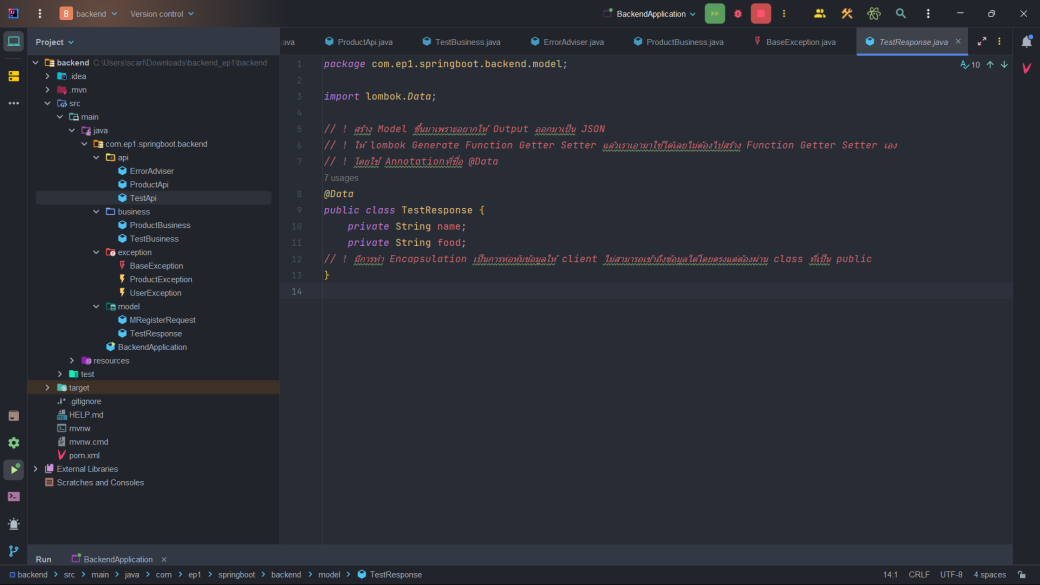 B backend Version control BackendApplication
Project iva ProductApi.java TestBusiness.java ErrorAdviser.java ProductBusiness.java BaseException.java TestResponse.java
backend C:\Users\scarf\Downloads\backend_ep1\backend
.idea
.mvn
src
main
java
com.ep1.springboot.backend
api
ErrorAdviser
ProductApi
TestApi
business
ProductBusiness
TestBusiness
exception
BaseException
ProductException
UserException
model
MRegisterRequest
TestResponse
BackendApplication
resources
test
target
.gitignore
HELP.md
mvnw
mvnw.cmd
pom.xml
External Libraries
Scratches and Consoles
10
1 package com.ep1.springboot.backend.model;
2
3 import lombok.Data;
4
5 // ! สร้าง Model ขึ้นมาเพราะอยากให้ Output ออกมาเป็น JSON
6 // ! ให้ lombok Generate Function Getter Setter แล้วเราเอามาใช้ได้เลยไม่ต้องไปสร้าง Function Getter Setter เอง
7 // ! โดยใช้ Annotationที่ชื่อ @Data
7 usages
8 @Data
9 public class TestResponse {
10 private String name;
11 private String food;
12 // ! มีการทำ Encapsulation เป็นการห่อหุ้มข้อมูลให้ client ไม่สามารถเข้าถึงข้อมูลได้โดยตรงแต่ต้องผ่าน class ที่เป็น public
13 }
14
Run BackendApplication
backend src main java com ep1 springboot backend model TestResponse 14:1 CRLF UTF-8 4 spaces